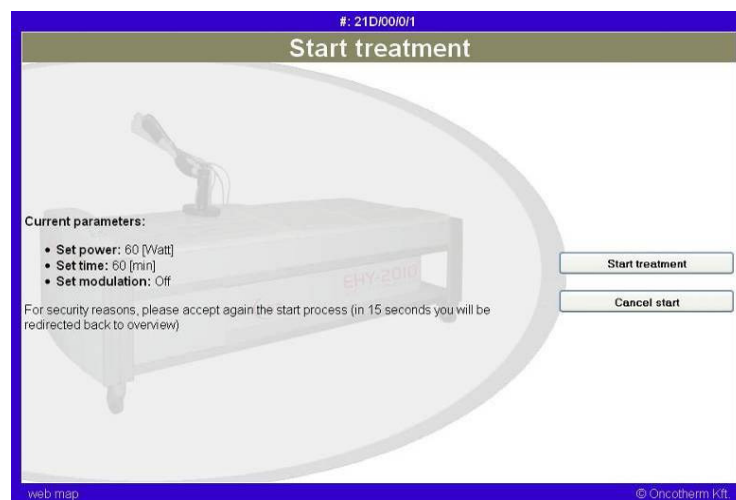 #: 21D/00/0/1
Start treatment
Current parameters:
• Set power: 60 [Watt]
• Set time: 60 [min]
• Set modulation: Off
EHY-2010
For security reasons, please accept again the start process (in 15 seconds you will be
redirected back to overview)
Start treatment
Cancel start
web map
© Oncotherm Kft.